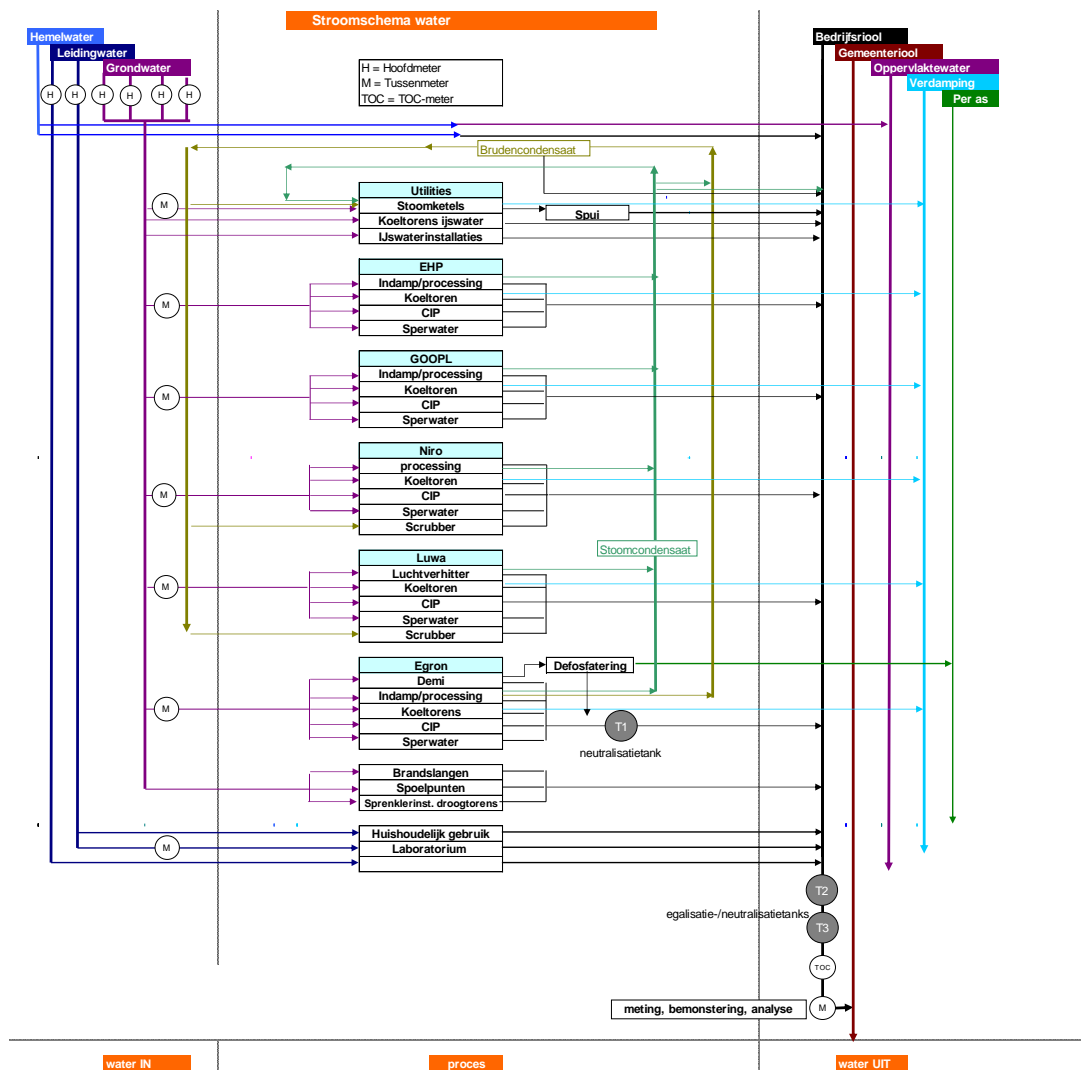 Stroomschema water
Hemelwater
Leidingwater
Grondwater
H
H
H
H
H
H
H = Hoofdmeter
M = Tussenmeter
TOC = TOC-meter
Bedrijfsriool
Gemeenteriool
Oppervlaktewater
Verdamping
Per as
Brudencondensaat
Utilities
Stoomketels
Koeltorens ijswater
IJswaterinstallaties
M
Spui
EHP
Indamp/processing
Koeltoren
CIP
Sperwater
M
GOOPL
Indamp/processing
Koeltoren
CIP
Sperwater
M
Niro
processing
Koeltoren
CIP
Sperwater
Scrubber
M
Stoomcondensaat
Luwa
Luchtverhitter
Koeltoren
CIP
Sperwater
Scrubber
M
Egron
Demi
Indamp/processing
Koeltorens
CIP
Sperwater
M
Defosfatering
T1
neutralisatietank
Brandslangen
Spoelpunten
Sprenklerinst. droogtorens
Huishoudelijk gebruik
Laboratorium
M
T2
egalisatie-/neutralisatietanks
T3
TOC
meting, bemonstering, analyse
M
water IN
proces
water UIT